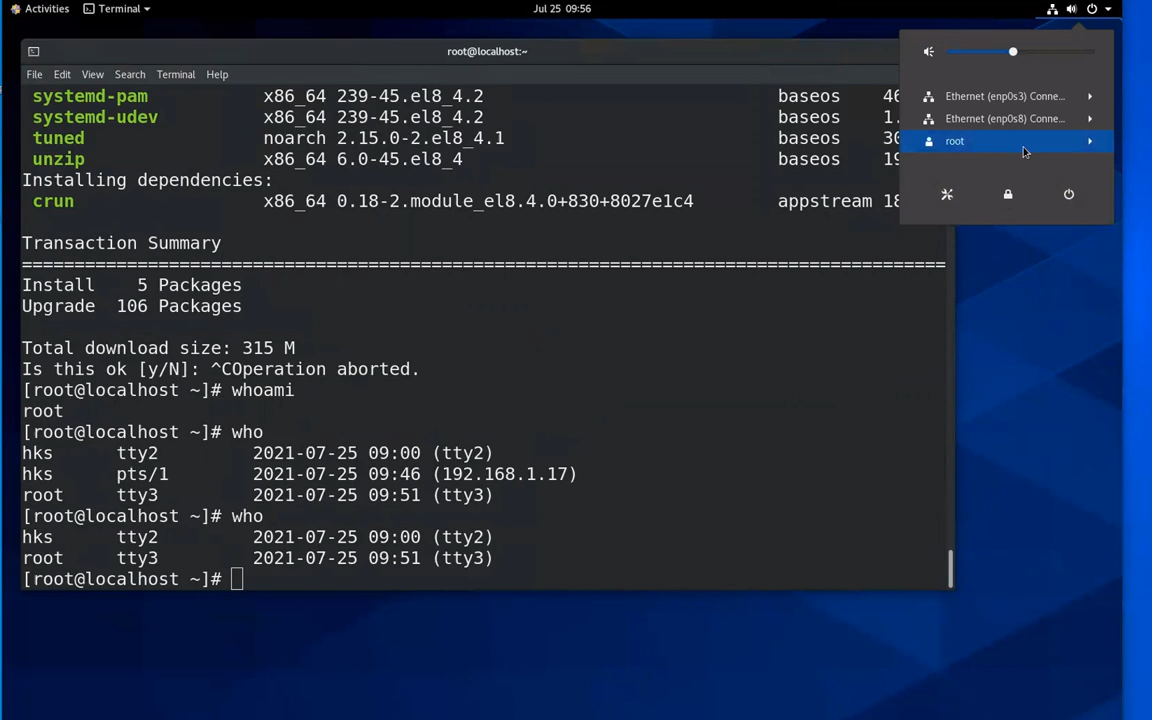 Activities Terminal Jul 25 09:56
root@localhost:~
File Edit View Search Terminal Help
systemd-pam x86_64 239-45.el8_4.2 baseos 46
systemd-udev x86_64 239-45.el8_4.2 baseos 1.
tuned noarch 2.15.0-2.el8_4.1 baseos 30
unzip x86_64 6.0-45.el8_4 baseos 19
Installing dependencies:
crun x86_64 0.18-2.module_el8.4.0+830+8027e1c4 appstream 18
Transaction Summary
================================================================================
Install 5 Packages
Upgrade 106 Packages
Total download size: 315 M
Is this ok [y/N]: ^COperation aborted.
[root@localhost ~]# whoami
root
[root@localhost ~]# who
hks tty2 2021-07-25 09:00 (tty2)
hks pts/1 2021-07-25 09:46 (192.168.1.17)
root tty3 2021-07-25 09:51 (tty3)
[root@localhost ~]# who
hks tty2 2021-07-25 09:00 (tty2)
root tty3 2021-07-25 09:51 (tty3)
[root@localhost ~]#
Ethernet (enp0s3) Conne...
Ethernet (enp0s8) Conne...
root